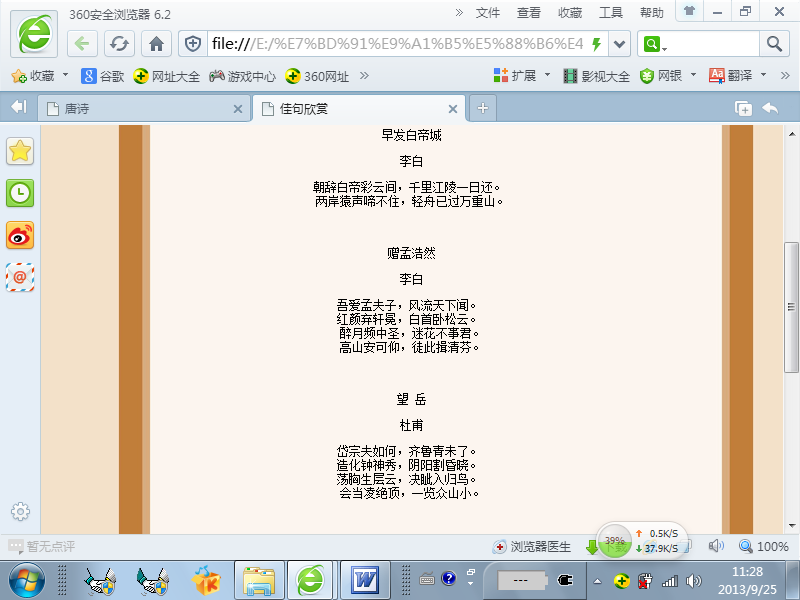 360安全浏览器 6.2
» 文件 查看 收藏 工具 帮助
file:///E:/%E7%BD%91%E9%A1%B5%E5%88%B6%E4
收藏 谷歌 网址大全 游戏中心 360网址 » 扩展 影视大全 网银 翻译 »
唐诗 佳句欣赏
早发白帝城
李白
朝辞白帝彩云间，千里江陵一日还。
两岸猿声啼不住，轻舟已过万重山。
赠孟浩然
李白
吾爱孟夫子，风流天下闻。
红颜弃轩冕，白首卧松云。
醉月频中圣，迷花不事君。
高山安可仰，徒此揖清芬。
望 岳
杜甫
岱宗夫如何，齐鲁青未了。
造化钟神秀，阴阳割昏晓。
荡胸生层云，决眦入归鸟。
会当凌绝顶，一览众山小。
暂无点评 浏览器医生 下载 39% 0.5K/S 37.9K/S 100%
11:28
2013/9/25